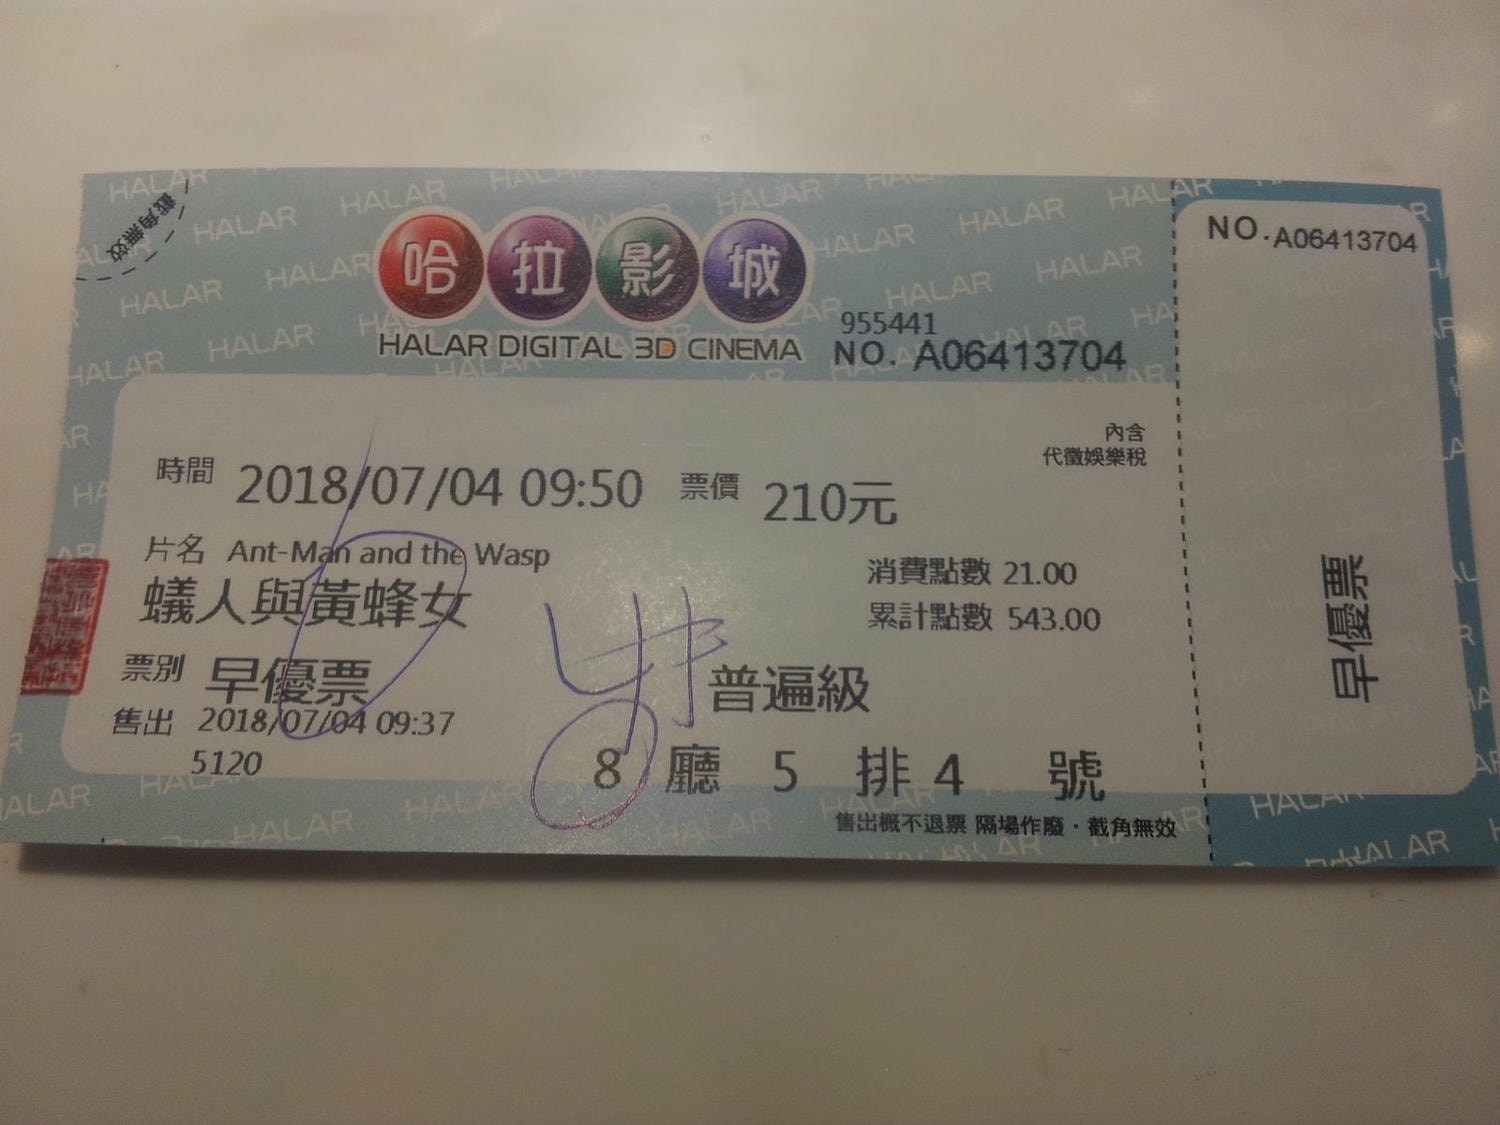 截角無效
哈拉影城
HALAR DIGITAL 3D CINEMA
955441
NO. A06413704
NO. A06413704
內含
代徵娛樂稅
時間 2018/07/04 09:50 票價 210元
片名 Ant-Man and the Wasp
蟻人與黃蜂女
消費點數 21.00
累計點數 543.00
票別 早優票
普遍級
售出 2018/07/04 09:37
5120
8 廳 5 排 4 號
售出概不退票 隔場作廢·截角無效
早優票